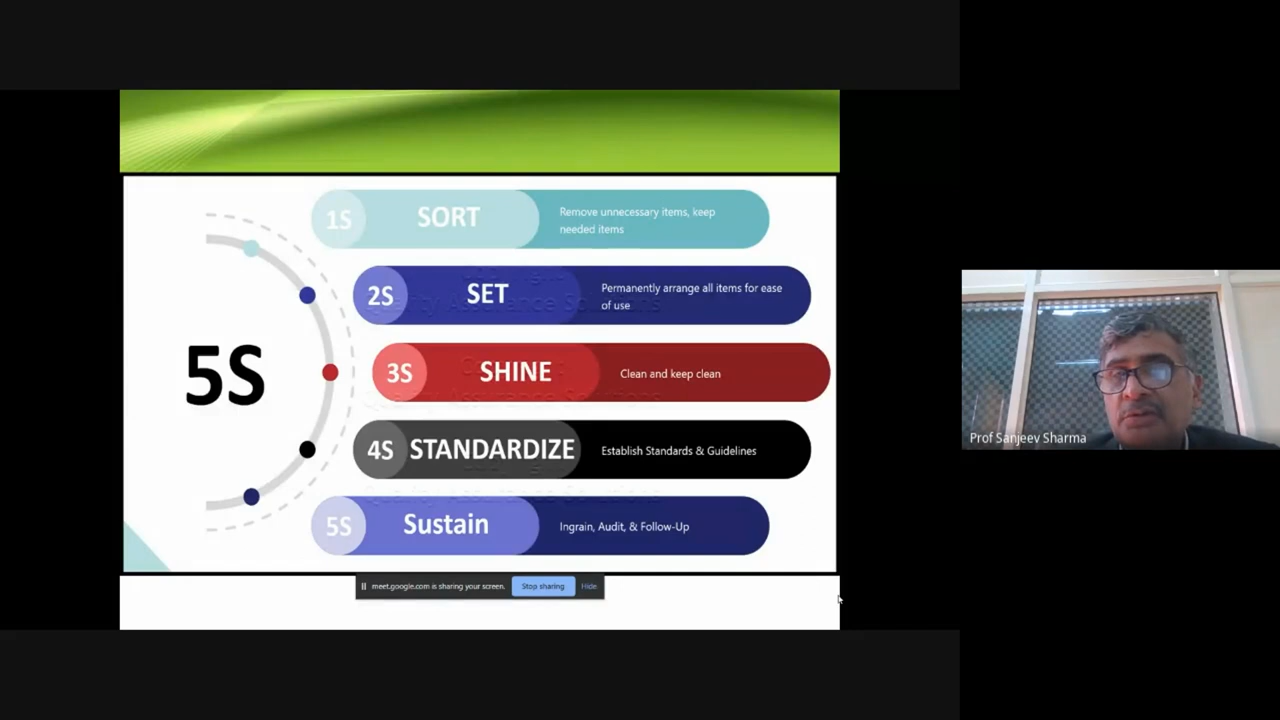 1S SORT
Remove unnecessary items, keep
needed items
2S SET
Permanently arrange all items for ease
of use
5S
3S SHINE
Clean and keep clean
4S STANDARDIZE
Establish Standards & Guidelines
5S Sustain
Ingrain, Audit, & Follow-Up
meet.google.com is sharing your screen. Stop sharing Hide
Prof Sanjeev Sharma